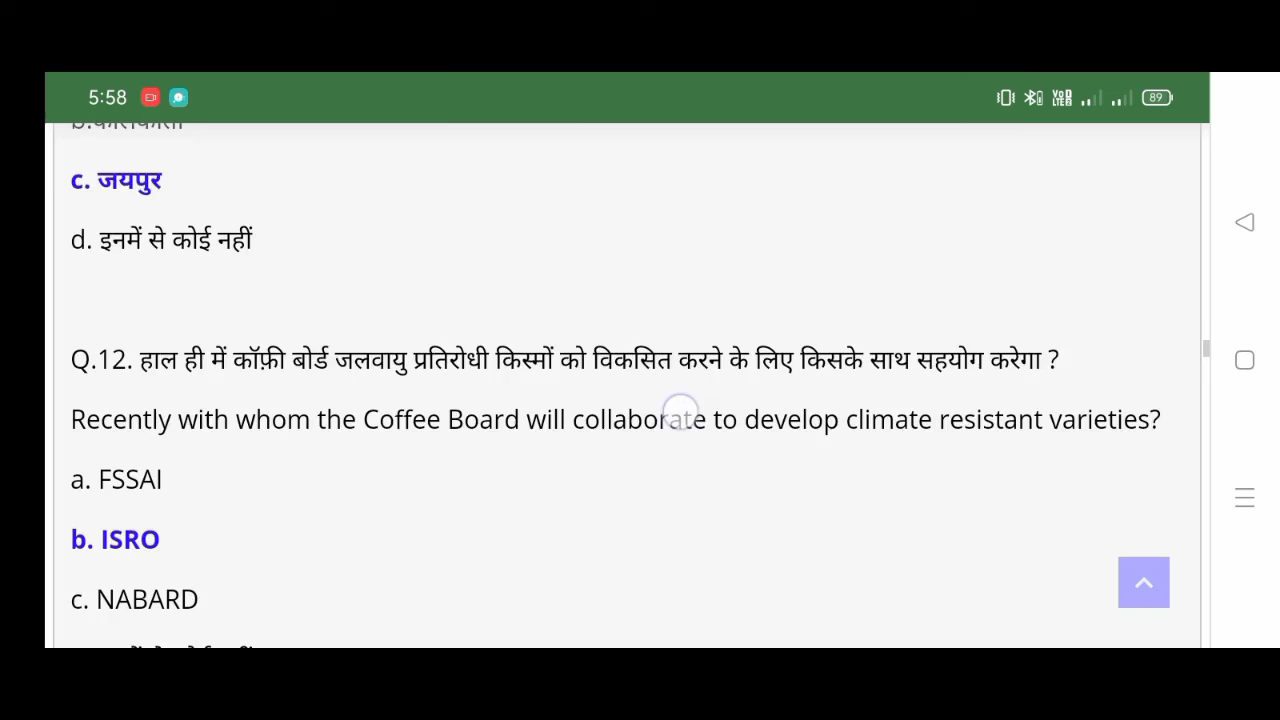 5:58
89
c. जयपुर
d. इनमें से कोई नहीं
Q.12. हाल ही में कॉफ़ी बोर्ड जलवायु प्रतिरोधी किस्मों को विकसित करने के लिए किसके साथ सहयोग करेगा ?
Recently with whom the Coffee Board will collaborate to develop climate resistant varieties?
a. FSSAI
b. ISRO
c. NABARD